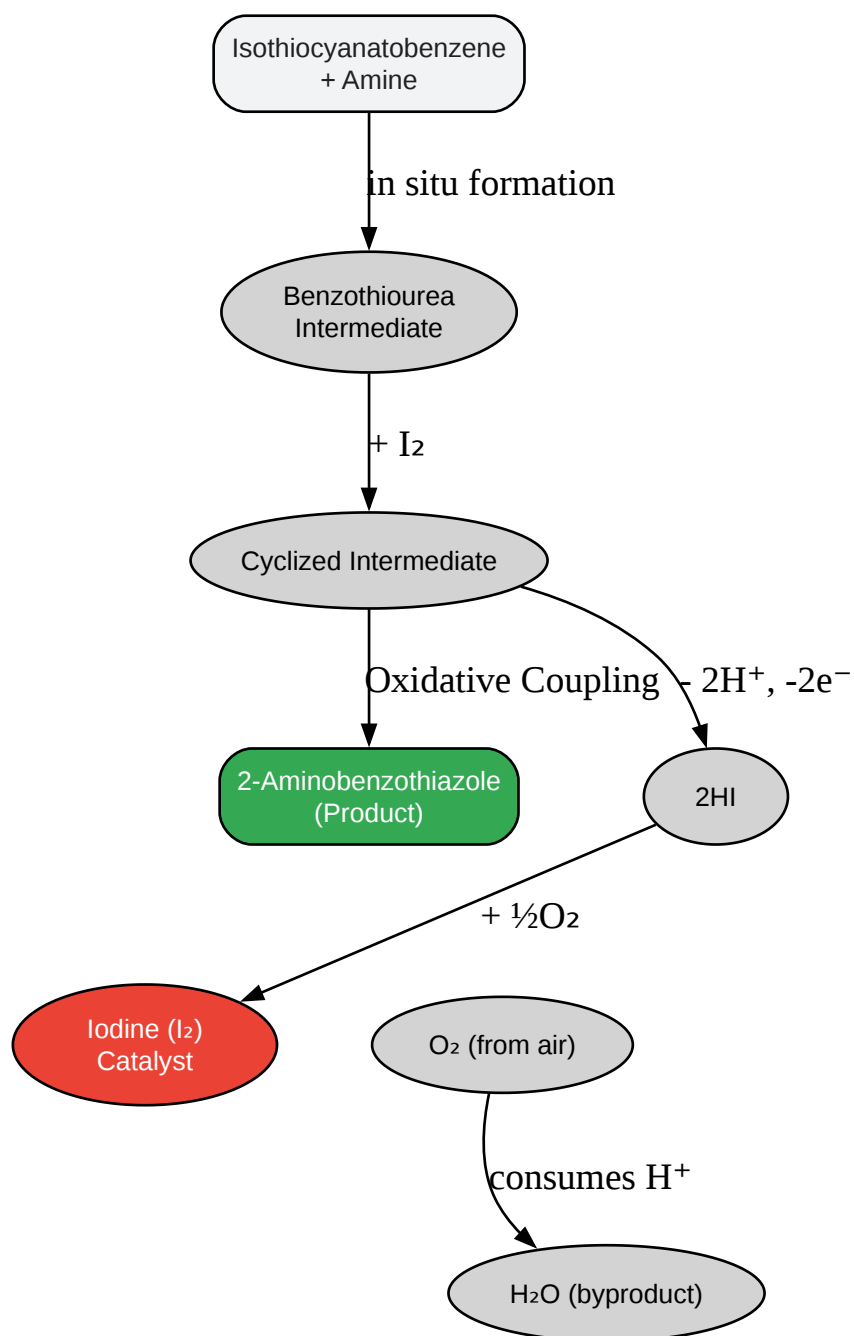 Isothiocyanatobenzene
+ Amine
in situ formation
Benzothiourea
Intermediate
+ I₂
Cyclized Intermediate
Oxidative Coupling
- 2H⁺, -2e⁻
2-Aminobenzothiazole
(Product)
2HI
+ ½O₂
Iodine (I₂)
Catalyst
O₂ (from air)
consumes H⁺
H₂O (byproduct)